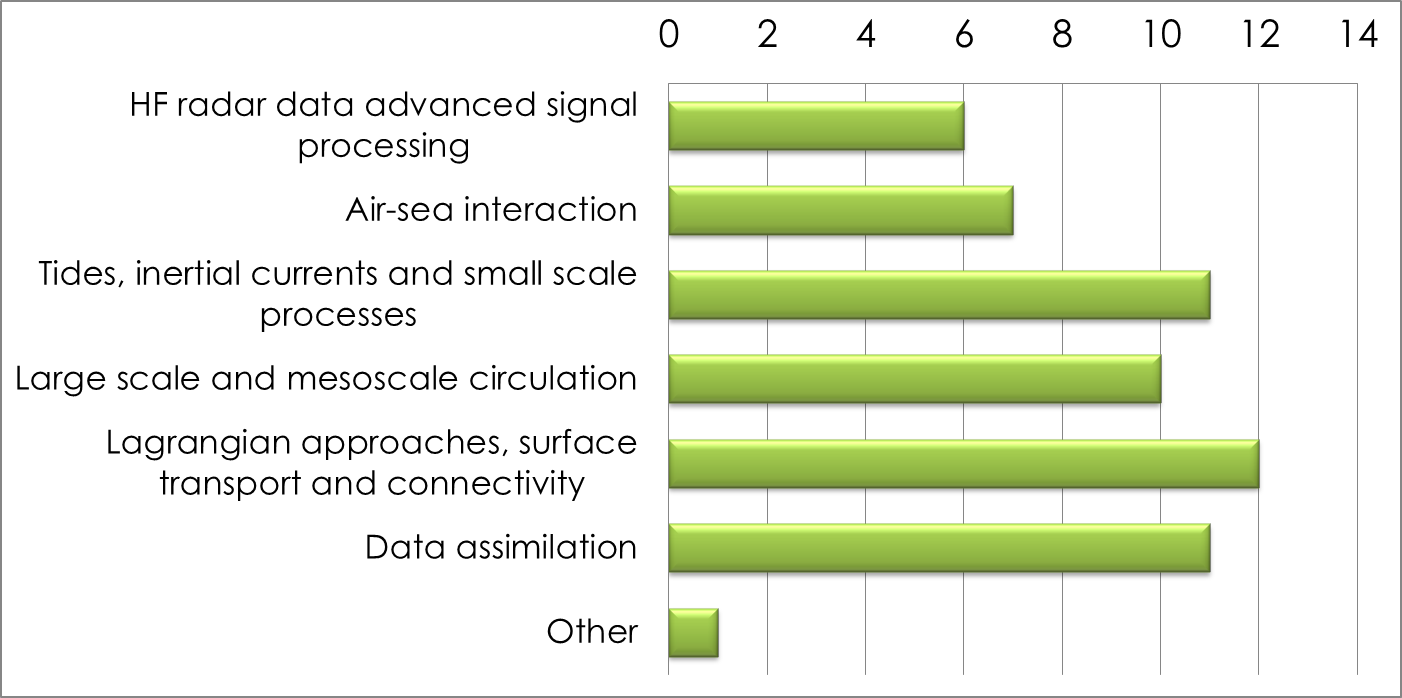 0 2 4 6 8 10 12 14
HF radar data advanced signal
processing
Air-sea interaction
Tides, inertial currents and small scale
processes
Large scale and mesoscale circulation
Lagrangian approaches, surface
transport and connectivity
Data assimilation
Other